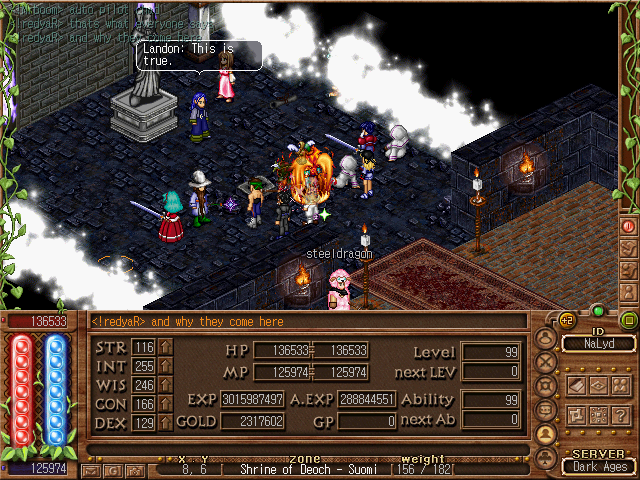 auto pilot
!redyaR> thats what everyone says
!redyaR> and why they come here
Landon: This is
true.
steeldragon
136533
<!redyaR> and why they come here
+2
ID
NaLyd
STR 116 HP 136533 136533 Level 99
INT 255 MP 125974 125974 next LEV 0
WIS 246
CON 166 EXP 3015987497 A.EXP 288844551 Ability 99
DEX 129 GOLD 2317602 GP 0 next Ab 0
x y zone weight
125974 8, 6 [ Shrine of Deoch - Suomi [156 / 182[
G
?
SERVER
Dark Ages